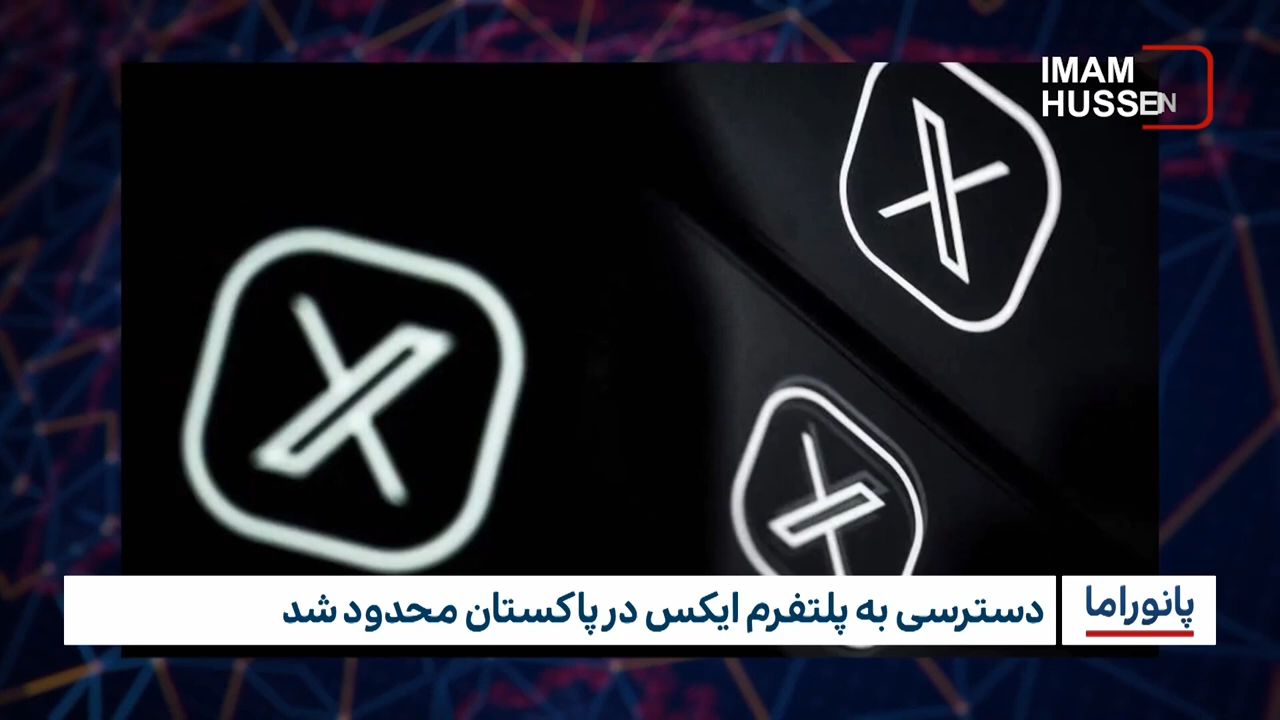 IMAM
HUSSEIN
پانوراما
دسترسی به پلتفرم ایکس در پاکستان محدود شد